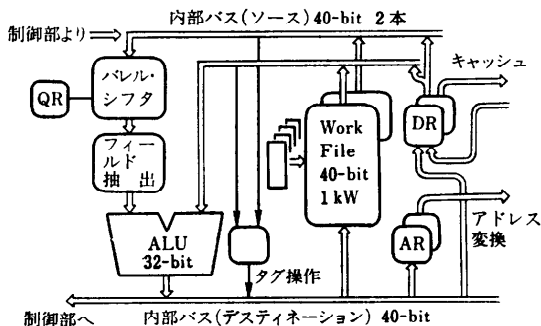 内部バス(ソース) 40-bit 2本
制御部より
キャッシュ
バレル・
シフタ
QR
DR
Work
File
40-bit
1kW
フィー
ルド
抽出
アドレス
変換
AR
ALU
32-bit
タグ操作
制御部へ
内部バス(デスティネーション) 40-bit